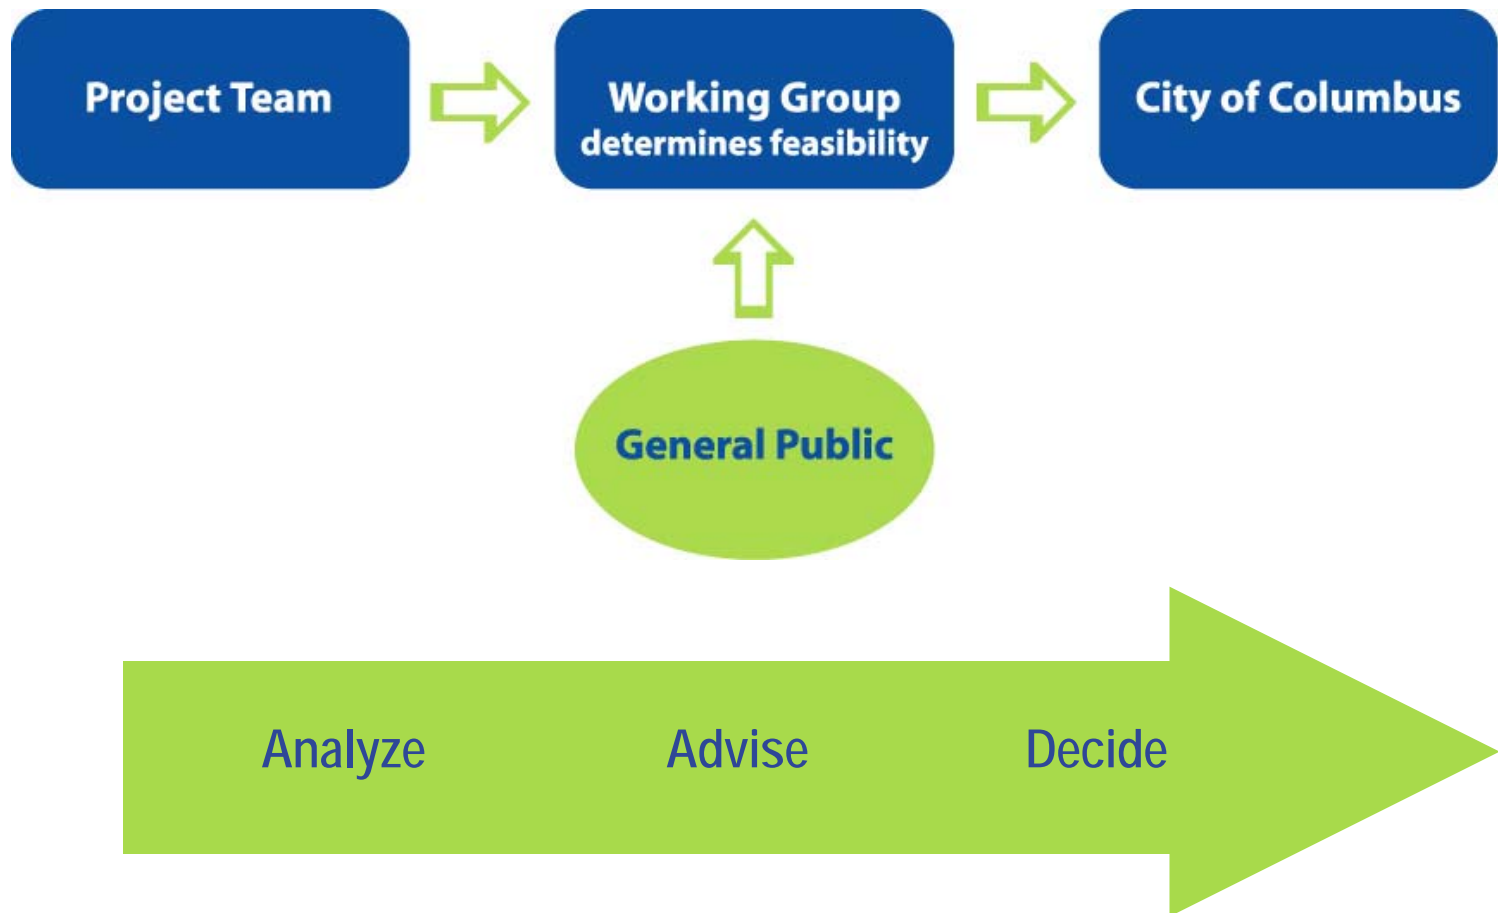 Project Team
Working Group
determines feasibility
City of Columbus
General Public
Analyze
Advise
Decide